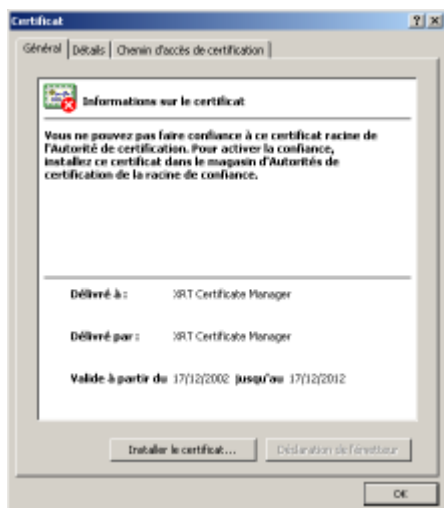 Certificat
Général Détails Chemin d'accès de certification
Informations sur le certificat
Vous ne pouvez pas faire confiance à ce certificat racine de
l'Autorité de certification. Pour activer la confiance,
installez ce certificat dans le magasin d'Autorités de
certification de la racine de confiance.
Délivré à : XRT Certificate Manager
Délivré par : XRT Certificate Manager
Valide à partir du 17/12/2002 jusqu'au 17/12/2012
Installer le certificat... Déclaration de l'émetteur
OK